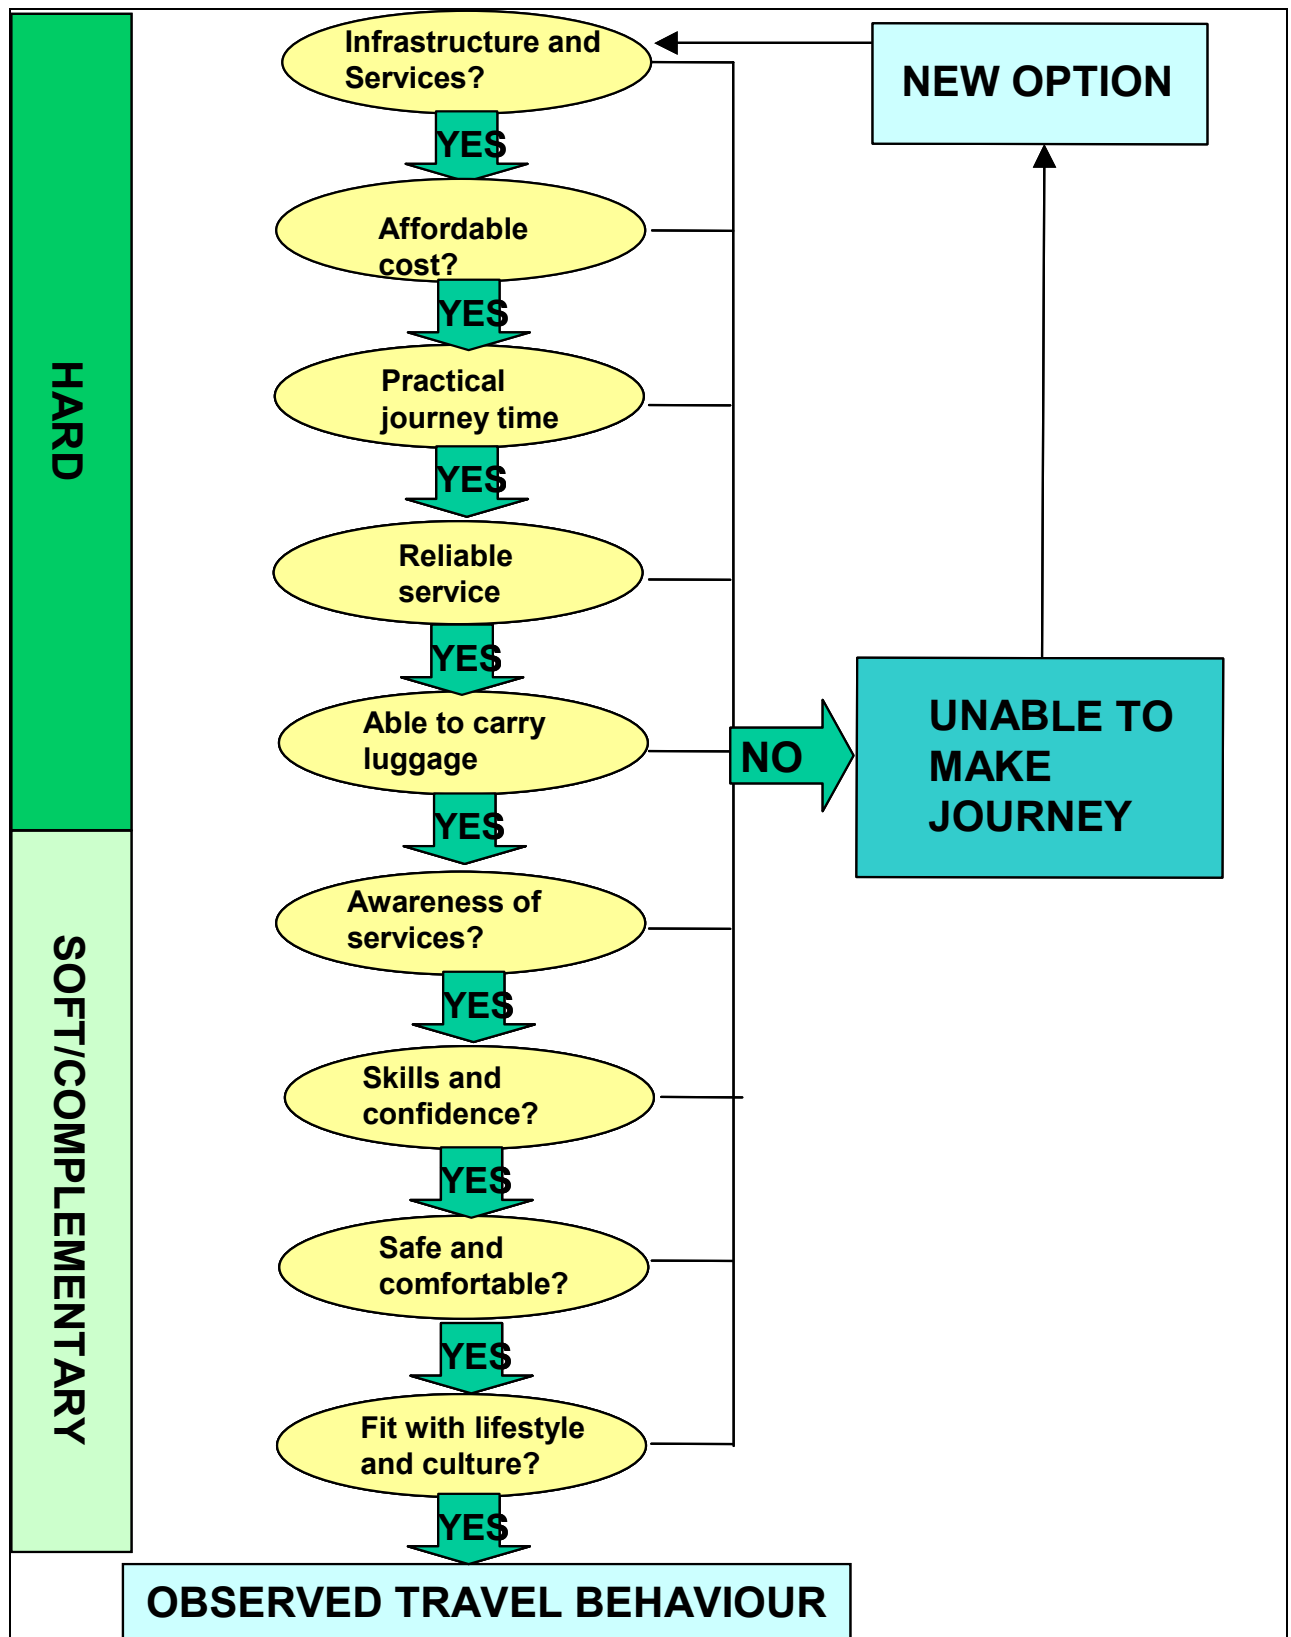 Infrastructure and
Services?
NEW OPTION
YES
Affordable
cost?
YES
Practical
journey time
HARD
YES
Reliable
service
YES
Able to carry
luggage
NO
UNABLE TO
MAKE
JOURNEY
YES
Awareness of
services?
SOFT/COMPLEMENTARY
YES
Skills and
confidence?
YES
Safe and
comfortable?
YES
Fit with lifestyle
and culture?
YES
OBSERVED TRAVEL BEHAVIOUR